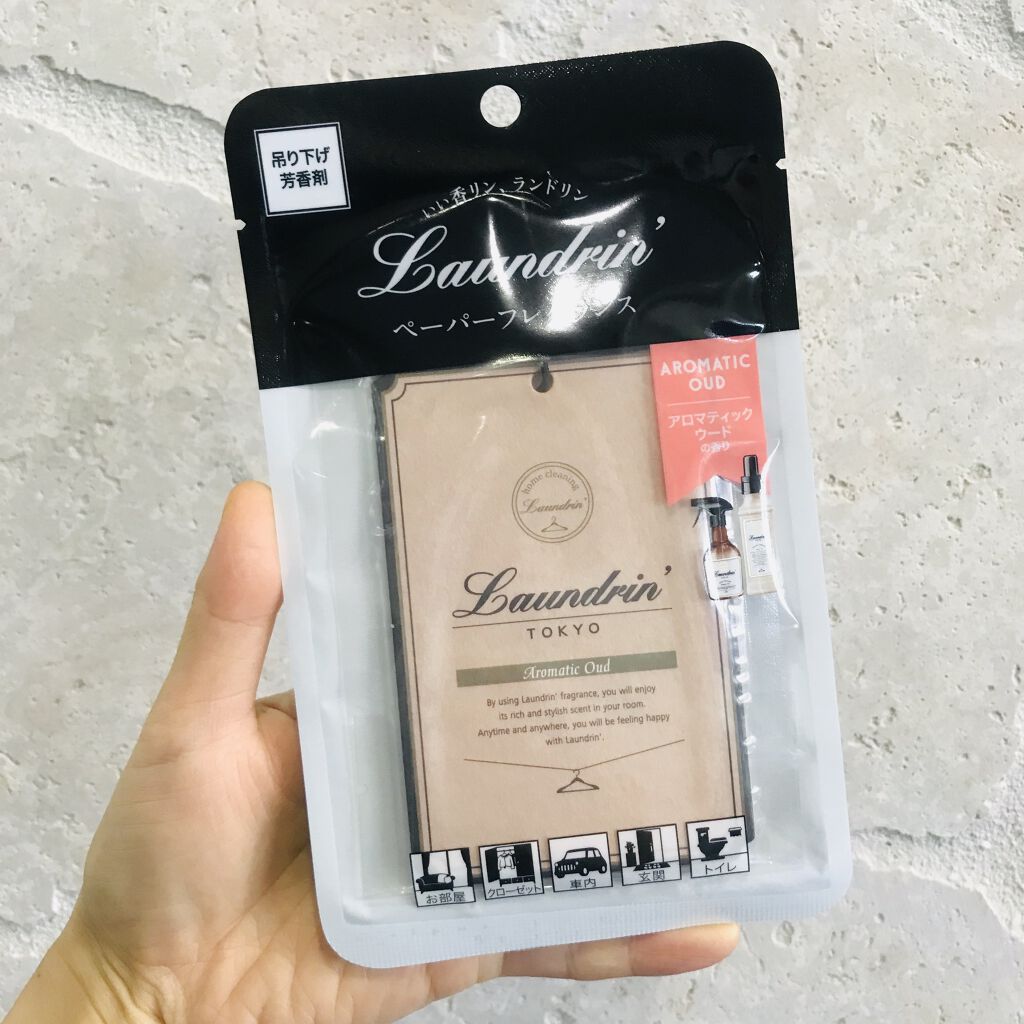 吊り下げ
芳香剤
いい香リン、ランドリン
Laundrin'
ペーパーフレグランス
AROMATIC
OUD
アロマティック
ウード
の香り
home cleaning
Laundrin'
Laundrin'
TOKYO
Aromatic Oud
By using Laundrin' fragrance, you will enjoy
its rich and stylish scent in your room.
Anytime and anywhere, you will be feeling happy
with Laundrin'.
お部屋
クローゼット
車内
玄関
トイレ